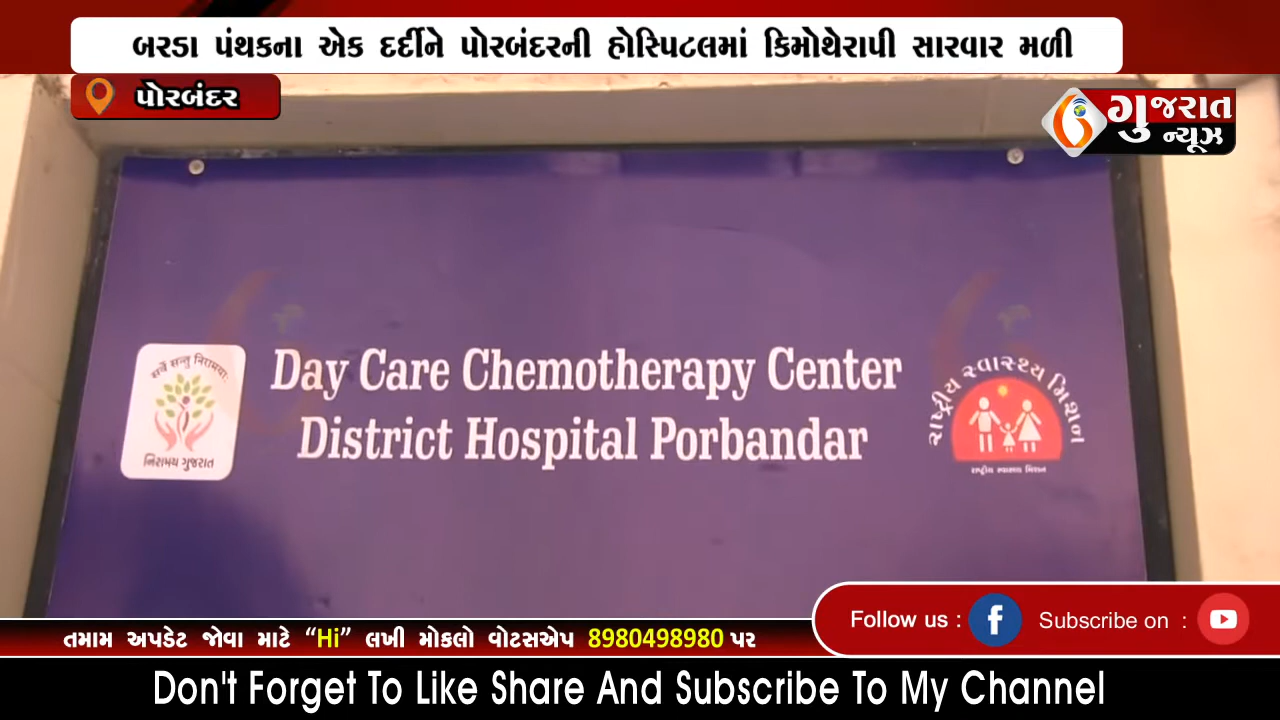 બરડા પંથકના એક દર્દીને પોરબંદરની હોસ્પિટલમાં કિમોથેરાપી સારવાર મળી
પોરબંદર
ગુજરાત
ન્યૂઝ
સર્વે સન્તુ નિરામયાઃ
નિરામય ગુજરાત
Day Care Chemotherapy Center
District Hospital Porbandar
રાષ્ટ્રીય સ્વાસ્થ્ય મિશન
રાષ્ટ્રીય સ્વાસ્થ્ય મિશન
Follow us :
Subscribe on :
તમામ અપડેટ જોવા માટે “Hi” લખી મોકલો વોટસએપ 8980498980 પર
Don't Forget To Like Share And Subscribe To My Channel